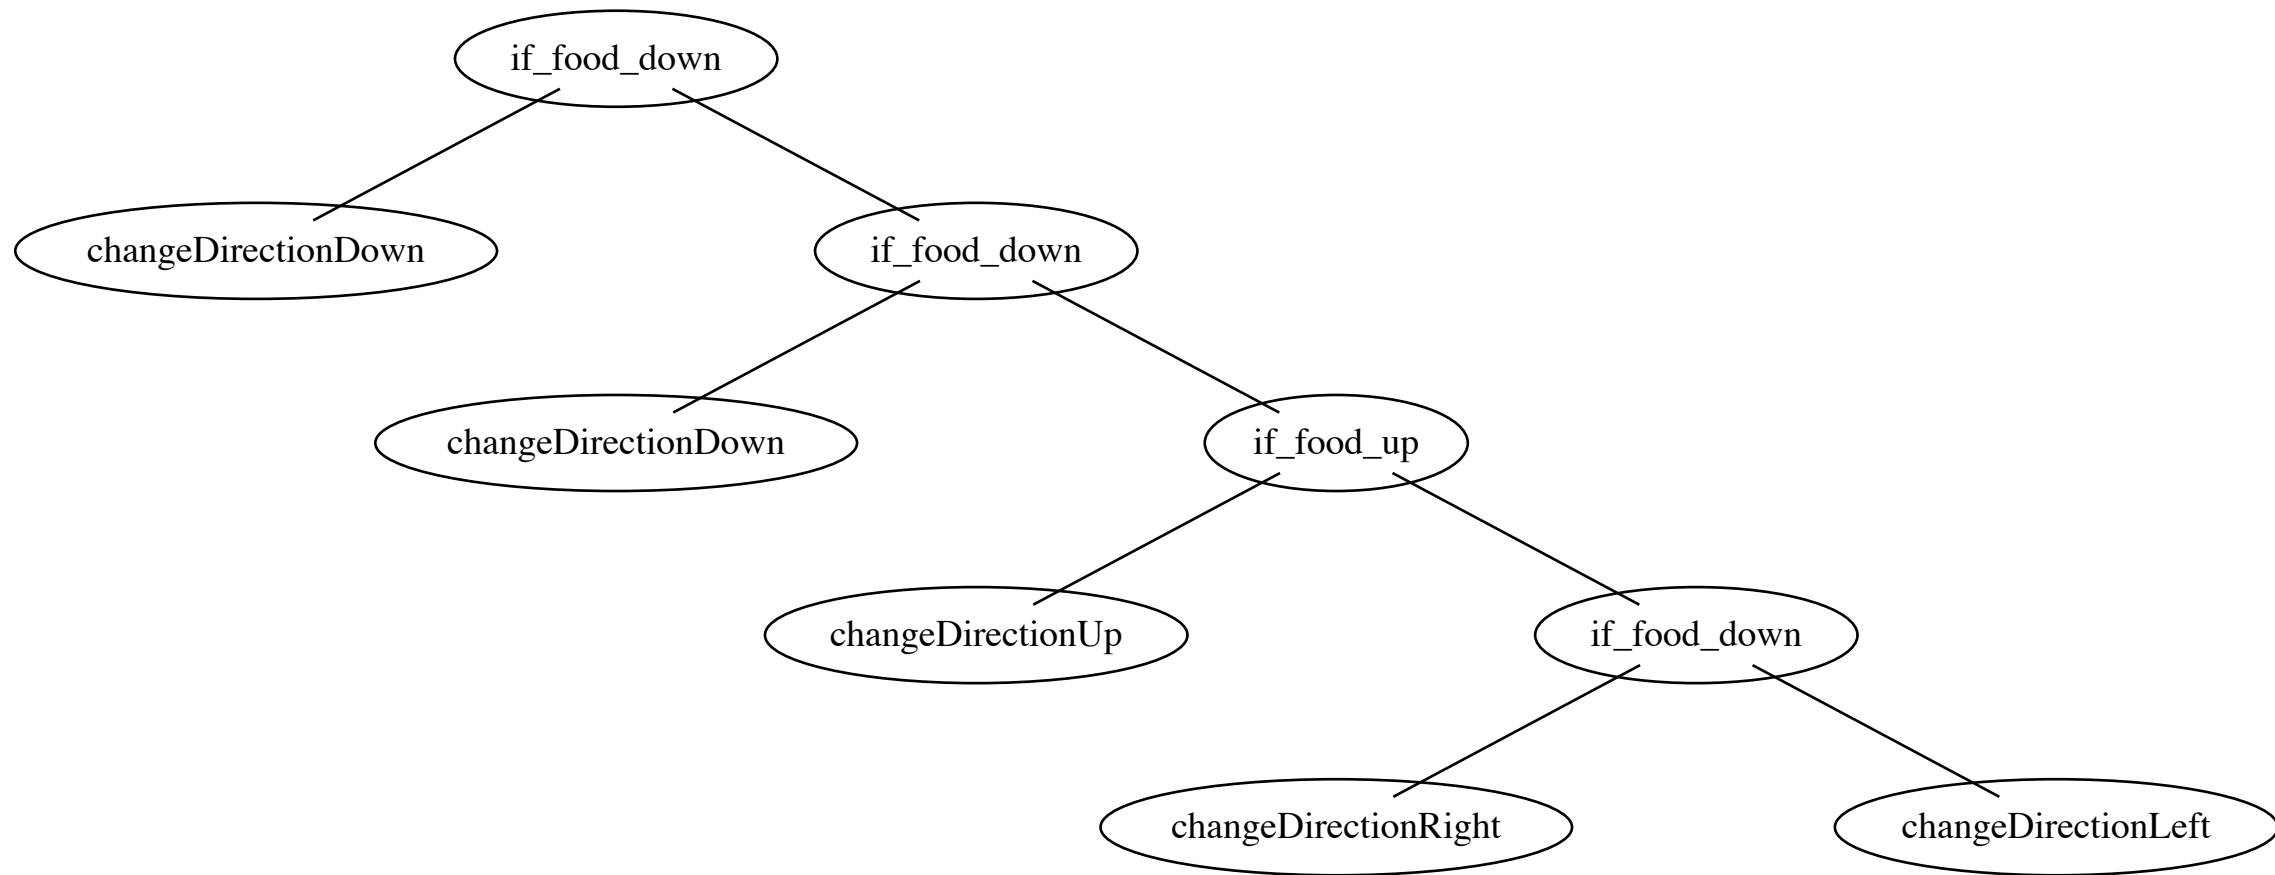 if_food_down
changeDirectionDown
if_food_down
changeDirectionDown
if_food_up
changeDirectionUp
if_food_down
changeDirectionRight
changeDirectionLeft